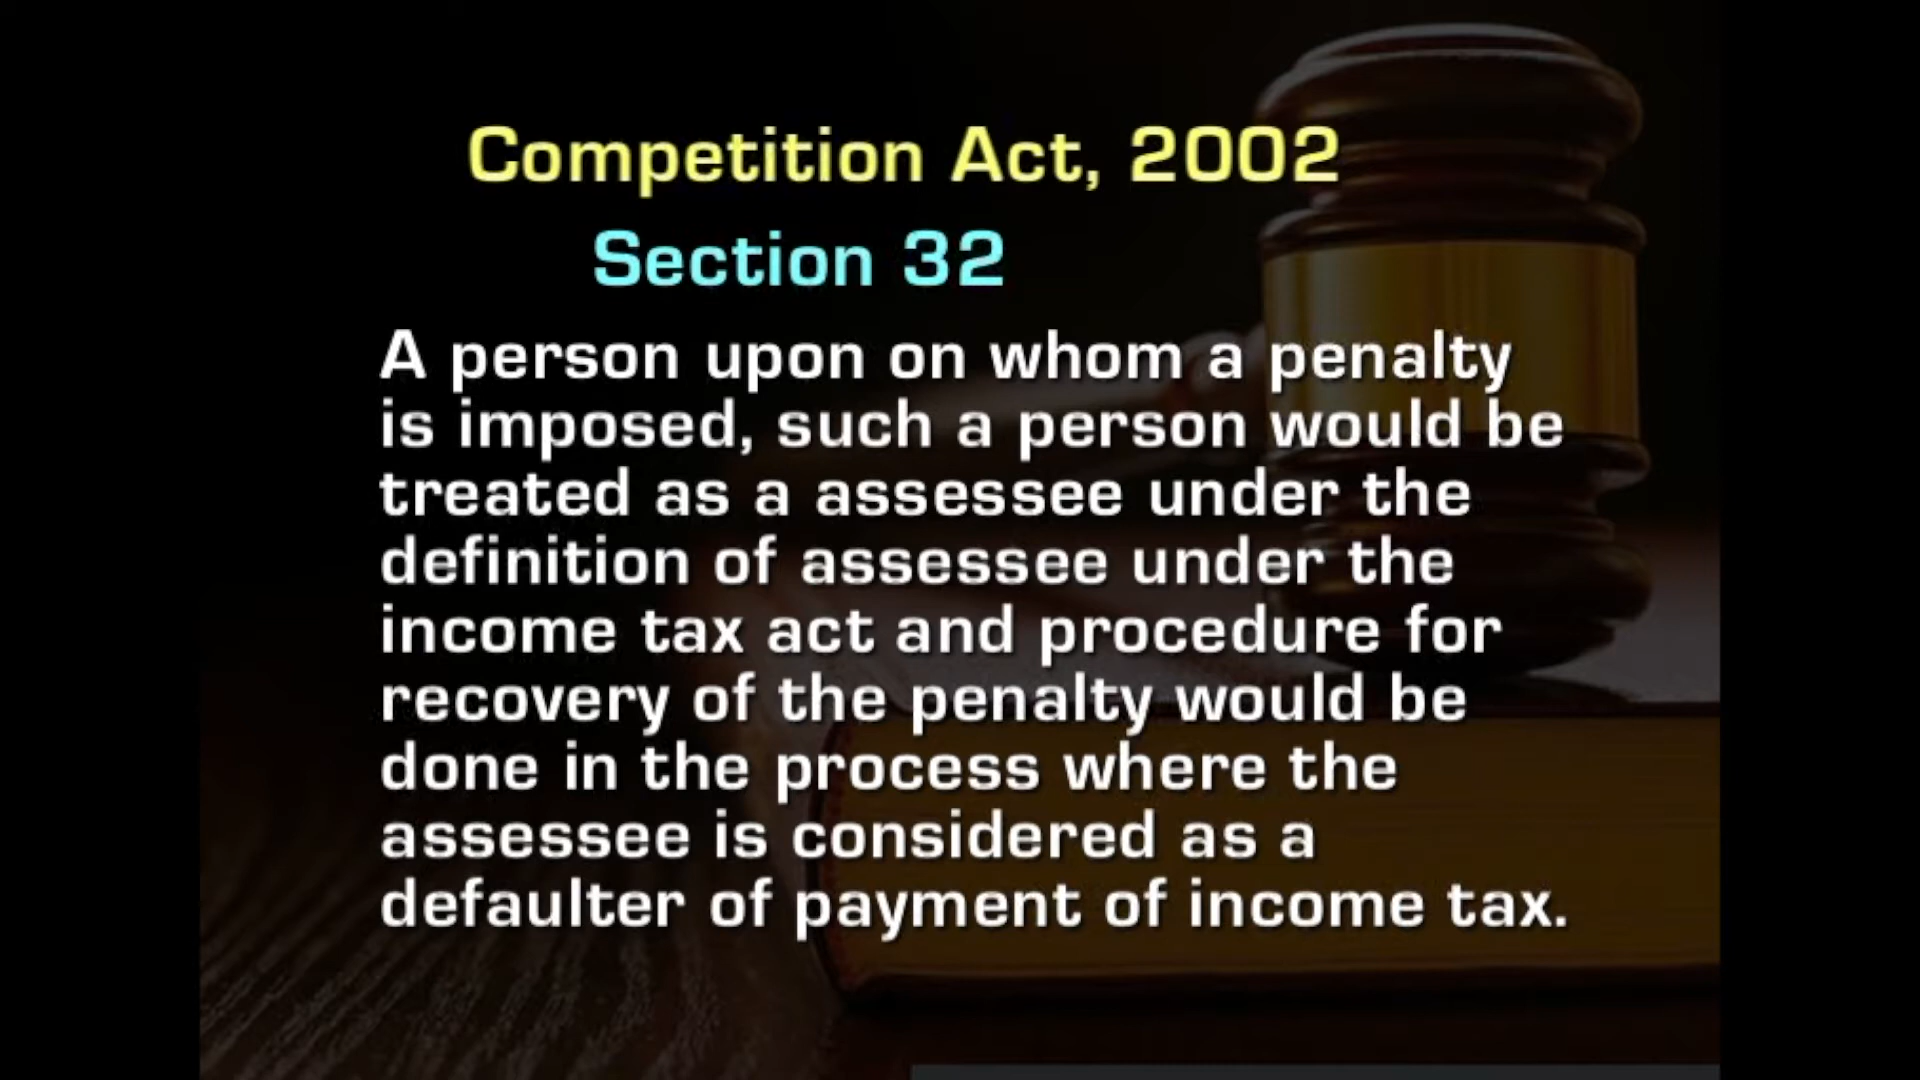 Competition Act, 2002
Section 32
A person upon on whom a penalty
is imposed, such a person would be
treated as a assessee under the
definition of assessee under the
income tax act and procedure for
recovery of the penalty would be
done in the process where the
assessee is considered as a
defaulter of payment of income tax.